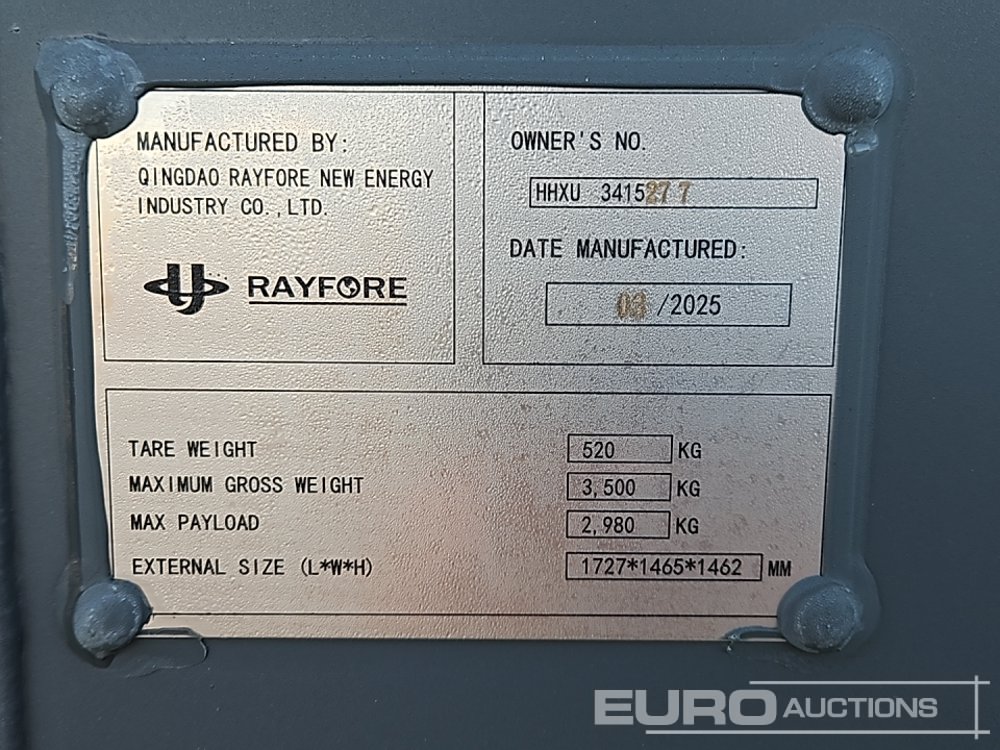 MANUFACTURED BY:
QINGDAO RAYFORE NEW ENERGY
INDUSTRY CO.,LTD.
RAYFORE
OWNER'S NO.
HHXU 3415277
DATE MANUFACTURED:
03/2025
TARE WEIGHT 520 KG
MAXIMUM GROSS WEIGHT 3,500 KG
MAX PAYLOAD 2,980 KG
EXTERNAL SIZE (L*W*H) 1727*1465*1462 MM
EURO AUCTIONS